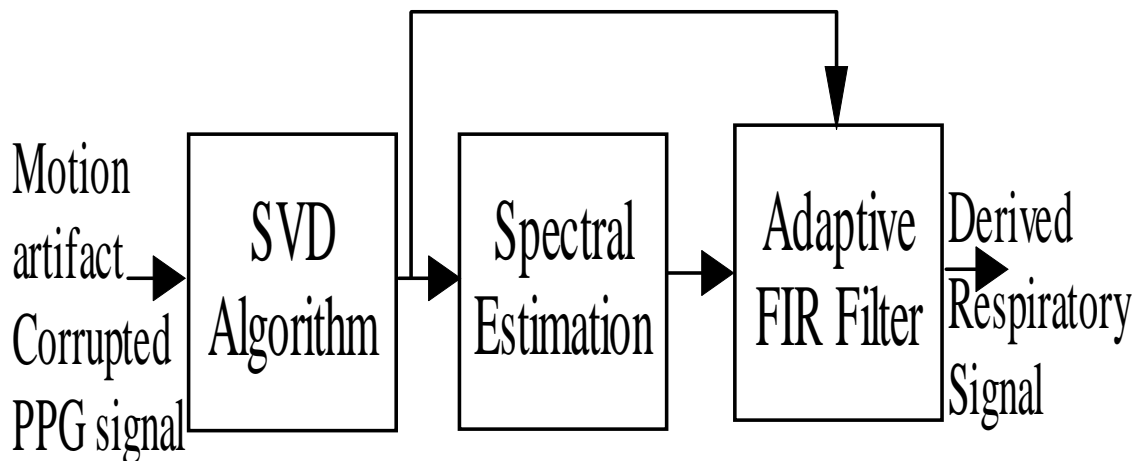 Motion
artifact
Corrupted
PPG signal
SVD
Algorithm
Spectral
Estimation
Adaptive
FIR Filter
Derived
Respiratory
Signal